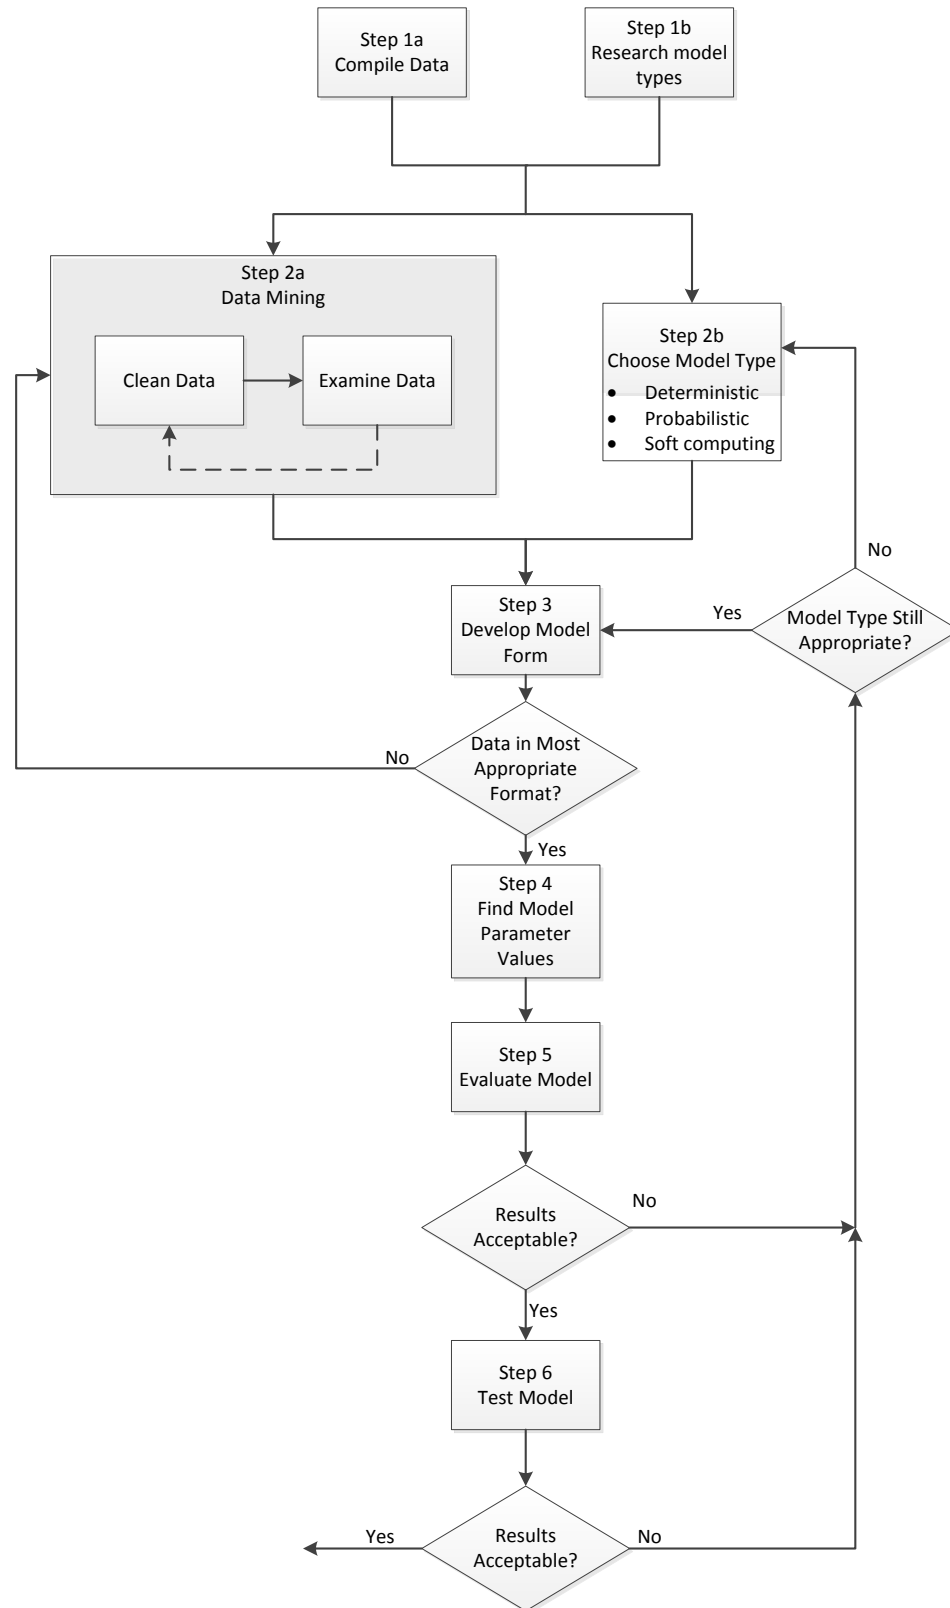 Step 1a
Compile Data
Step 1b
Research model
types
Step 2a
Data Mining
Clean Data
Examine Data
Step 2b
Choose Model Type
• Deterministic
• Probabilistic
• Soft computing
No
Model Type Still
Appropriate?
Yes
Step 3
Develop Model
Form
Data in Most
Appropriate
Format?
No
Yes
Step 4
Find Model
Parameter
Values
Step 5
Evaluate Model
Results
Acceptable?
No
Yes
Step 6
Test Model
Results
Acceptable?
Yes
No